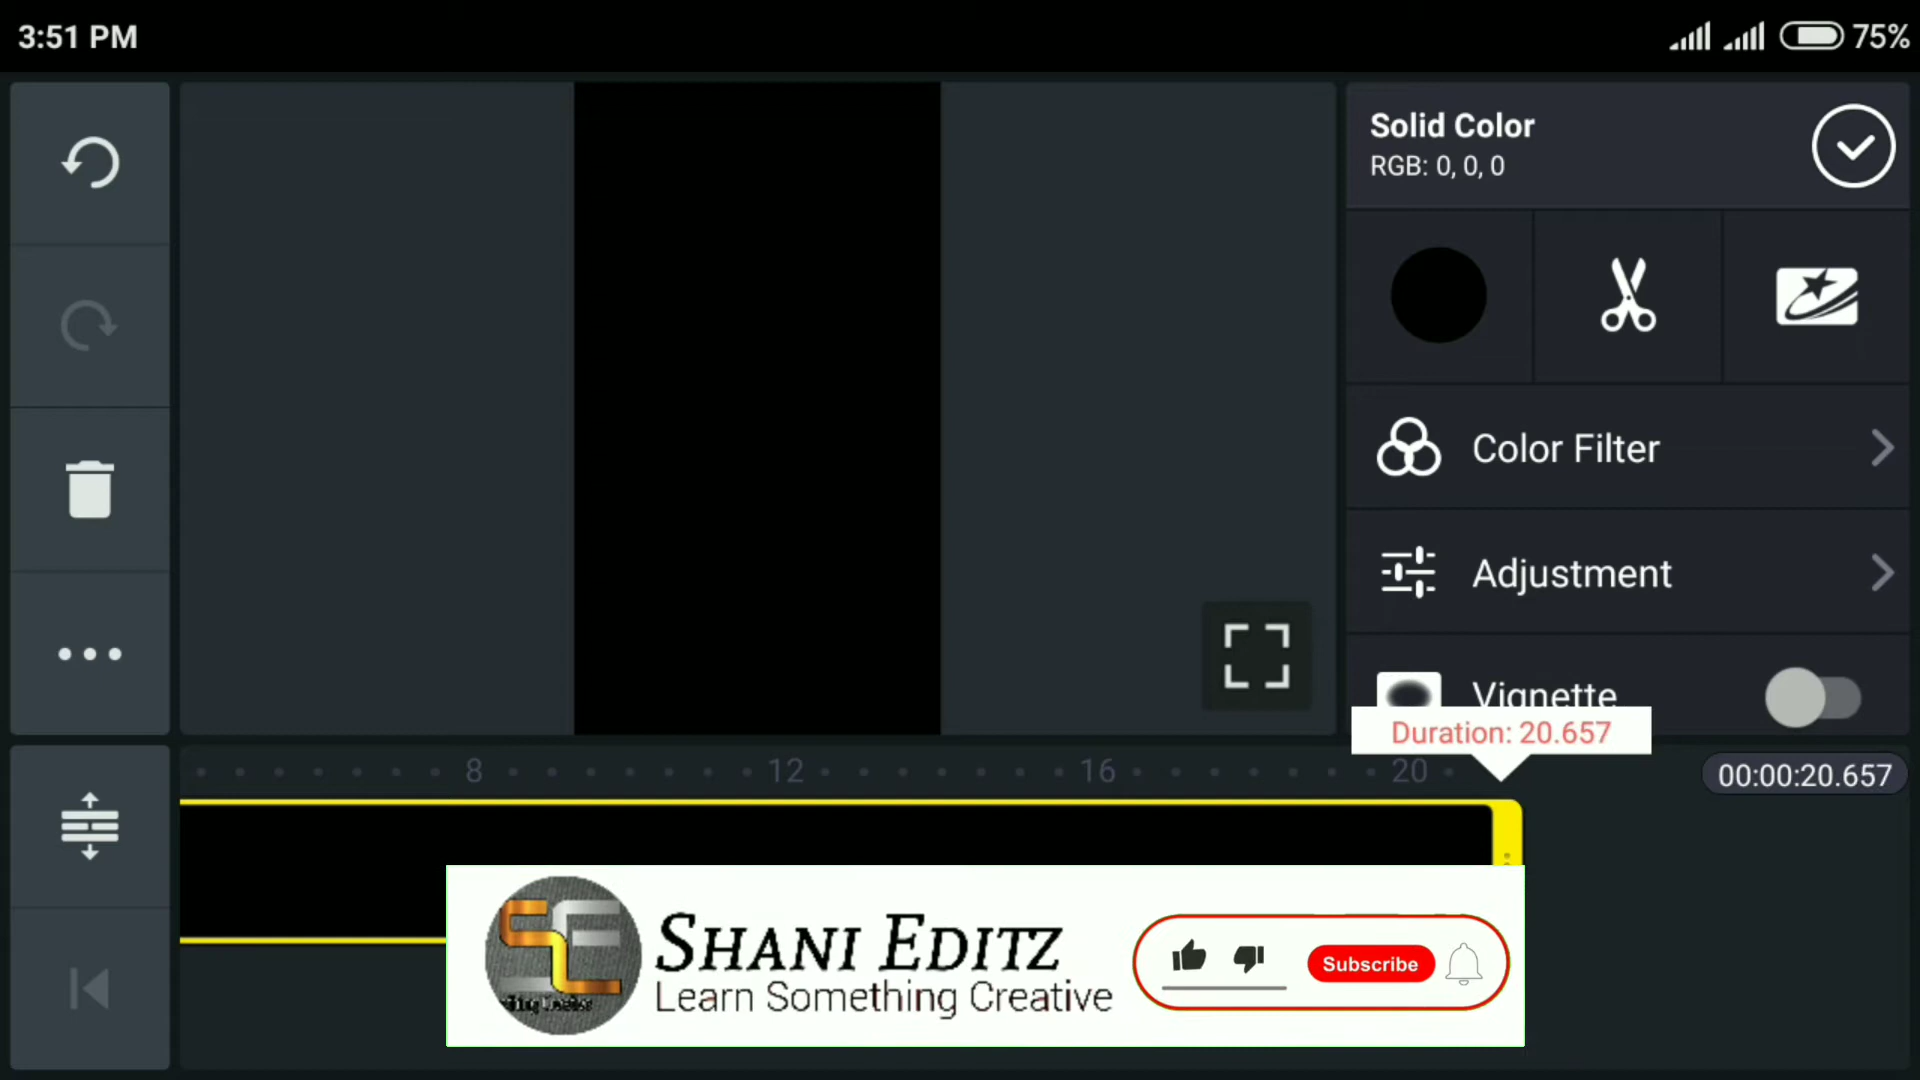 3:51 PM
75%
Solid Color
RGB: 0, 0, 0
Color Filter
Adjustment
Vignette
Duration: 20.657
8 12 16 20
00:00:20.657
SHANI EDITZ
Learn Something Creative
Subscribe